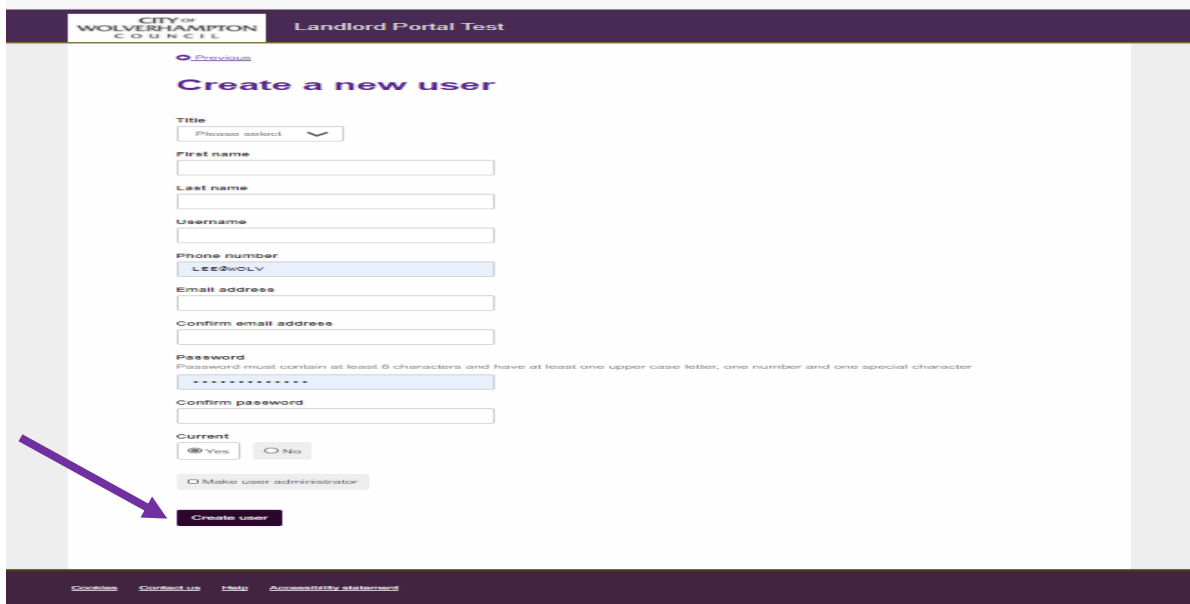 CITY OF
WOLVERHAMPTON
COUNCIL
Landlord Portal Test
Previous
Create a new user
Title
Please select
First name
Last name
Username
Phone number
LEE@WOLV
Email address
Confirm email address
Password
Password must contain at least 6 characters and have at least one upper case letter, one number and one special character
•••••••••••••
Confirm password
Current
Yes No
Make user administrator
Create user
Cookies Contact us Help Accessibility statement